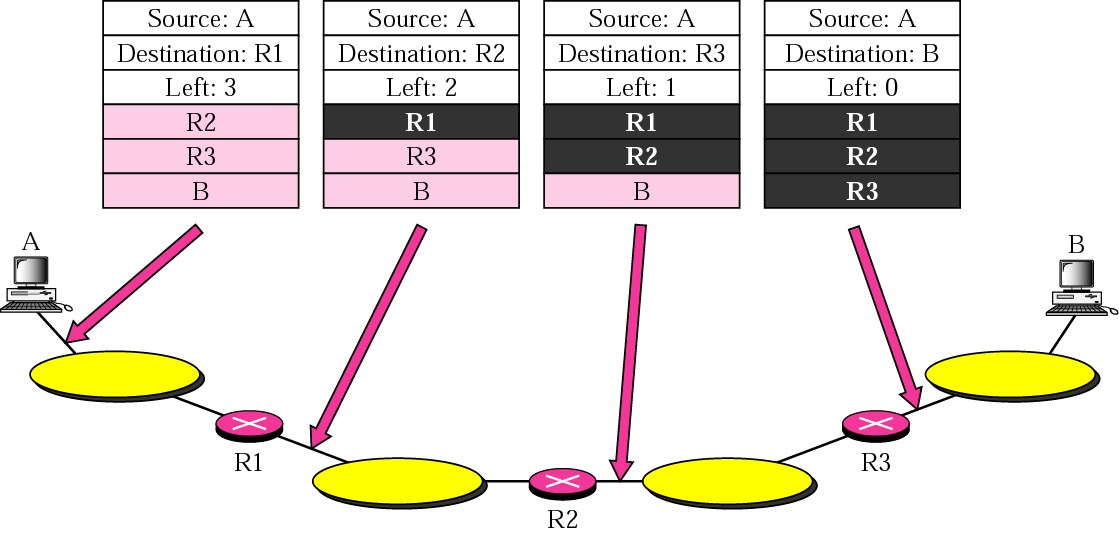 Source: A
Destination: R1
Left: 3
R2
R3
B
Source: A
Destination: R2
Left: 2
R1
R3
B
Source: A
Destination: R3
Left: 1
R1
R2
B
Source: A
Destination: B
Left: 0
R1
R2
R3
A
B
R1
R2
R3